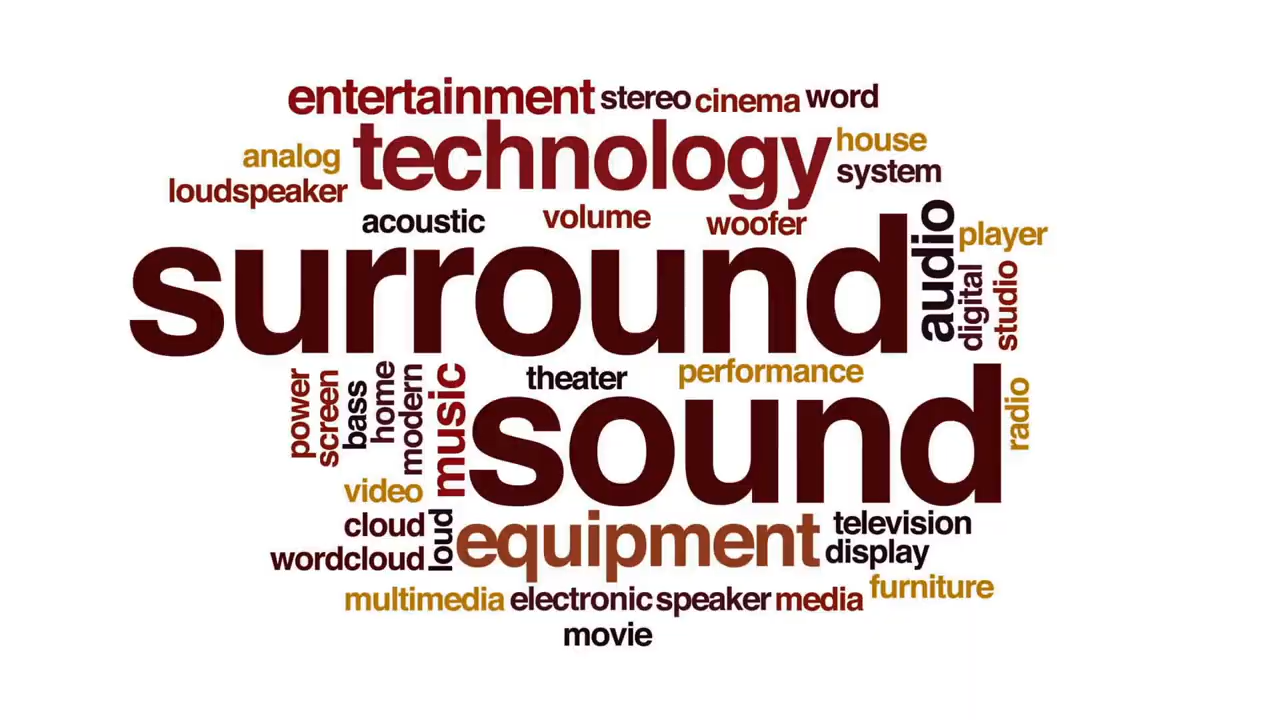 entertainment stereo cinema word
analog technology house
loudspeaker system
acoustic volume woofer
surround audio player
digital studio
power screen bass home modern music theater performance
sound radio
video
cloud loud equipment television
wordcloud display
multimedia electronic speaker media furniture
movie